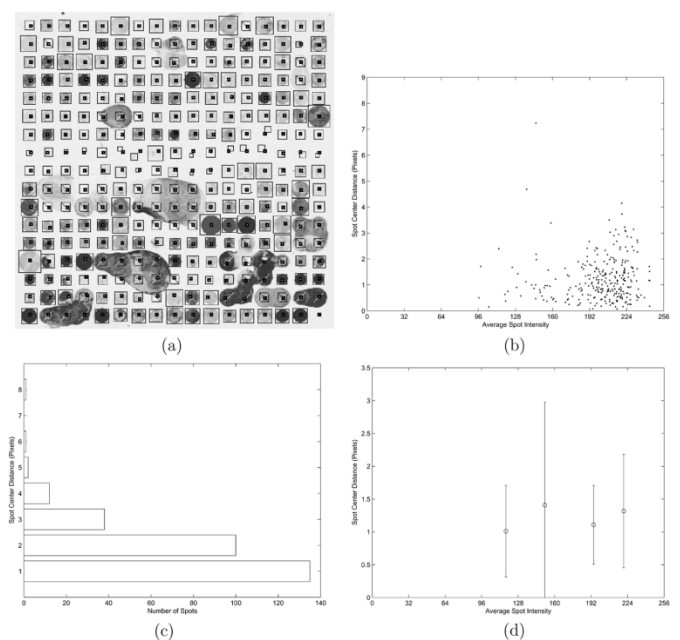 (a)
9
8
7
6
5
4
3
2
1
0
Spot Center Distance (Pixels)
0 32 64 96 128 160 192 224 256
Average Spot Intensity
(b)
8
7
6
5
4
3
2
1
Spot Center Distance (Pixels)
0 20 40 60 80 100 120 140
Number of Spots
(c)
3.5
3
2.5
2
1.5
1
0.5
0
Spot Center Distance (Pixels)
0 32 64 96 128 160 192 224 256
Average Spot Intensity
(d)